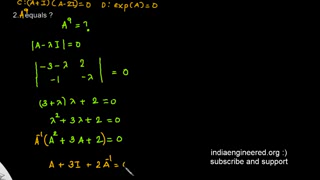 C:(A+I)(A-2I)=0 D: exp(A)=0
2. A⁹ equals ?
A⁹ = ?
|A-λI| = 0
| -3-λ 2 |
| -1 -λ | = 0
(3+λ)λ + 2 = 0
λ² + 3λ + 2 = 0
A⁻¹(A² + 3A + 2) = 0
A + 3I + 2A⁻¹ = 0
indiaengineered.org :)
subscribe and support